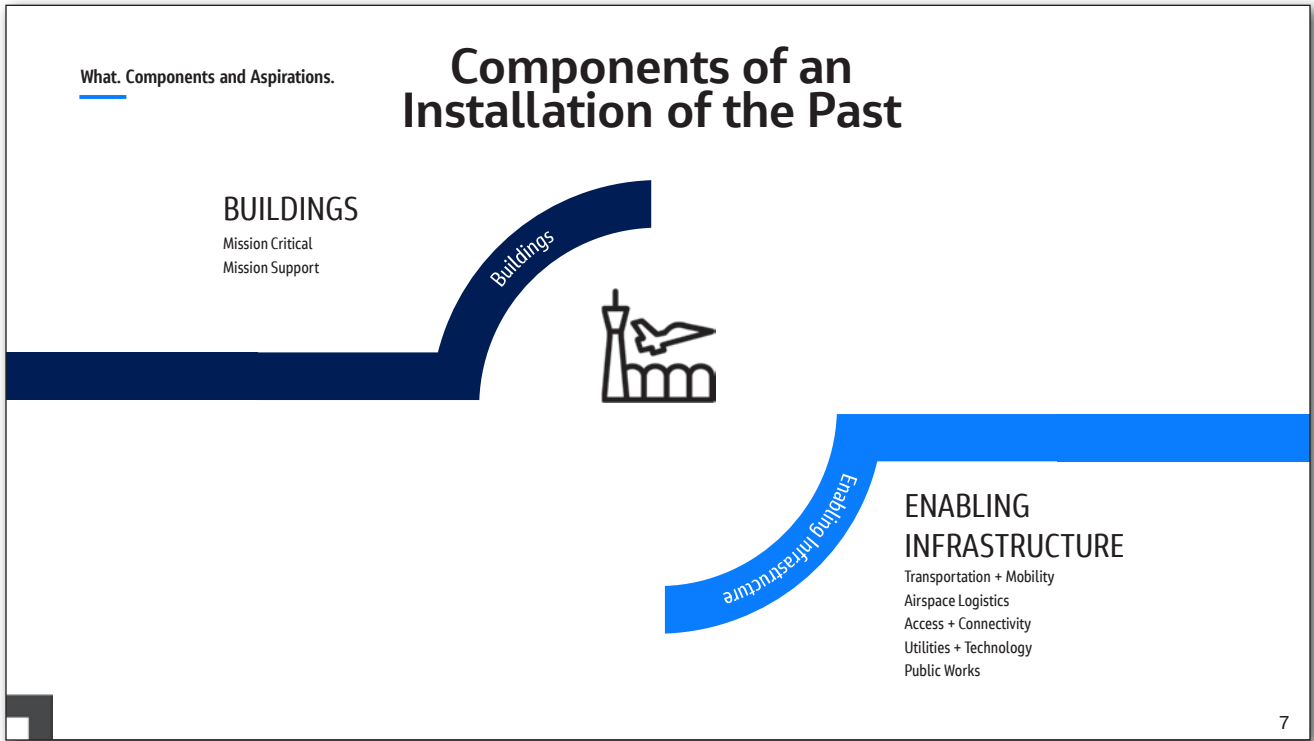 What. Components and Aspirations.
Components of an
Installation of the Past
BUILDINGS
Mission Critical
Mission Support
Buildings
Enabling Infrastructure
ENABLING
INFRASTRUCTURE
Transportation + Mobility
Airspace Logistics
Access + Connectivity
Utilities + Technology
Public Works
7